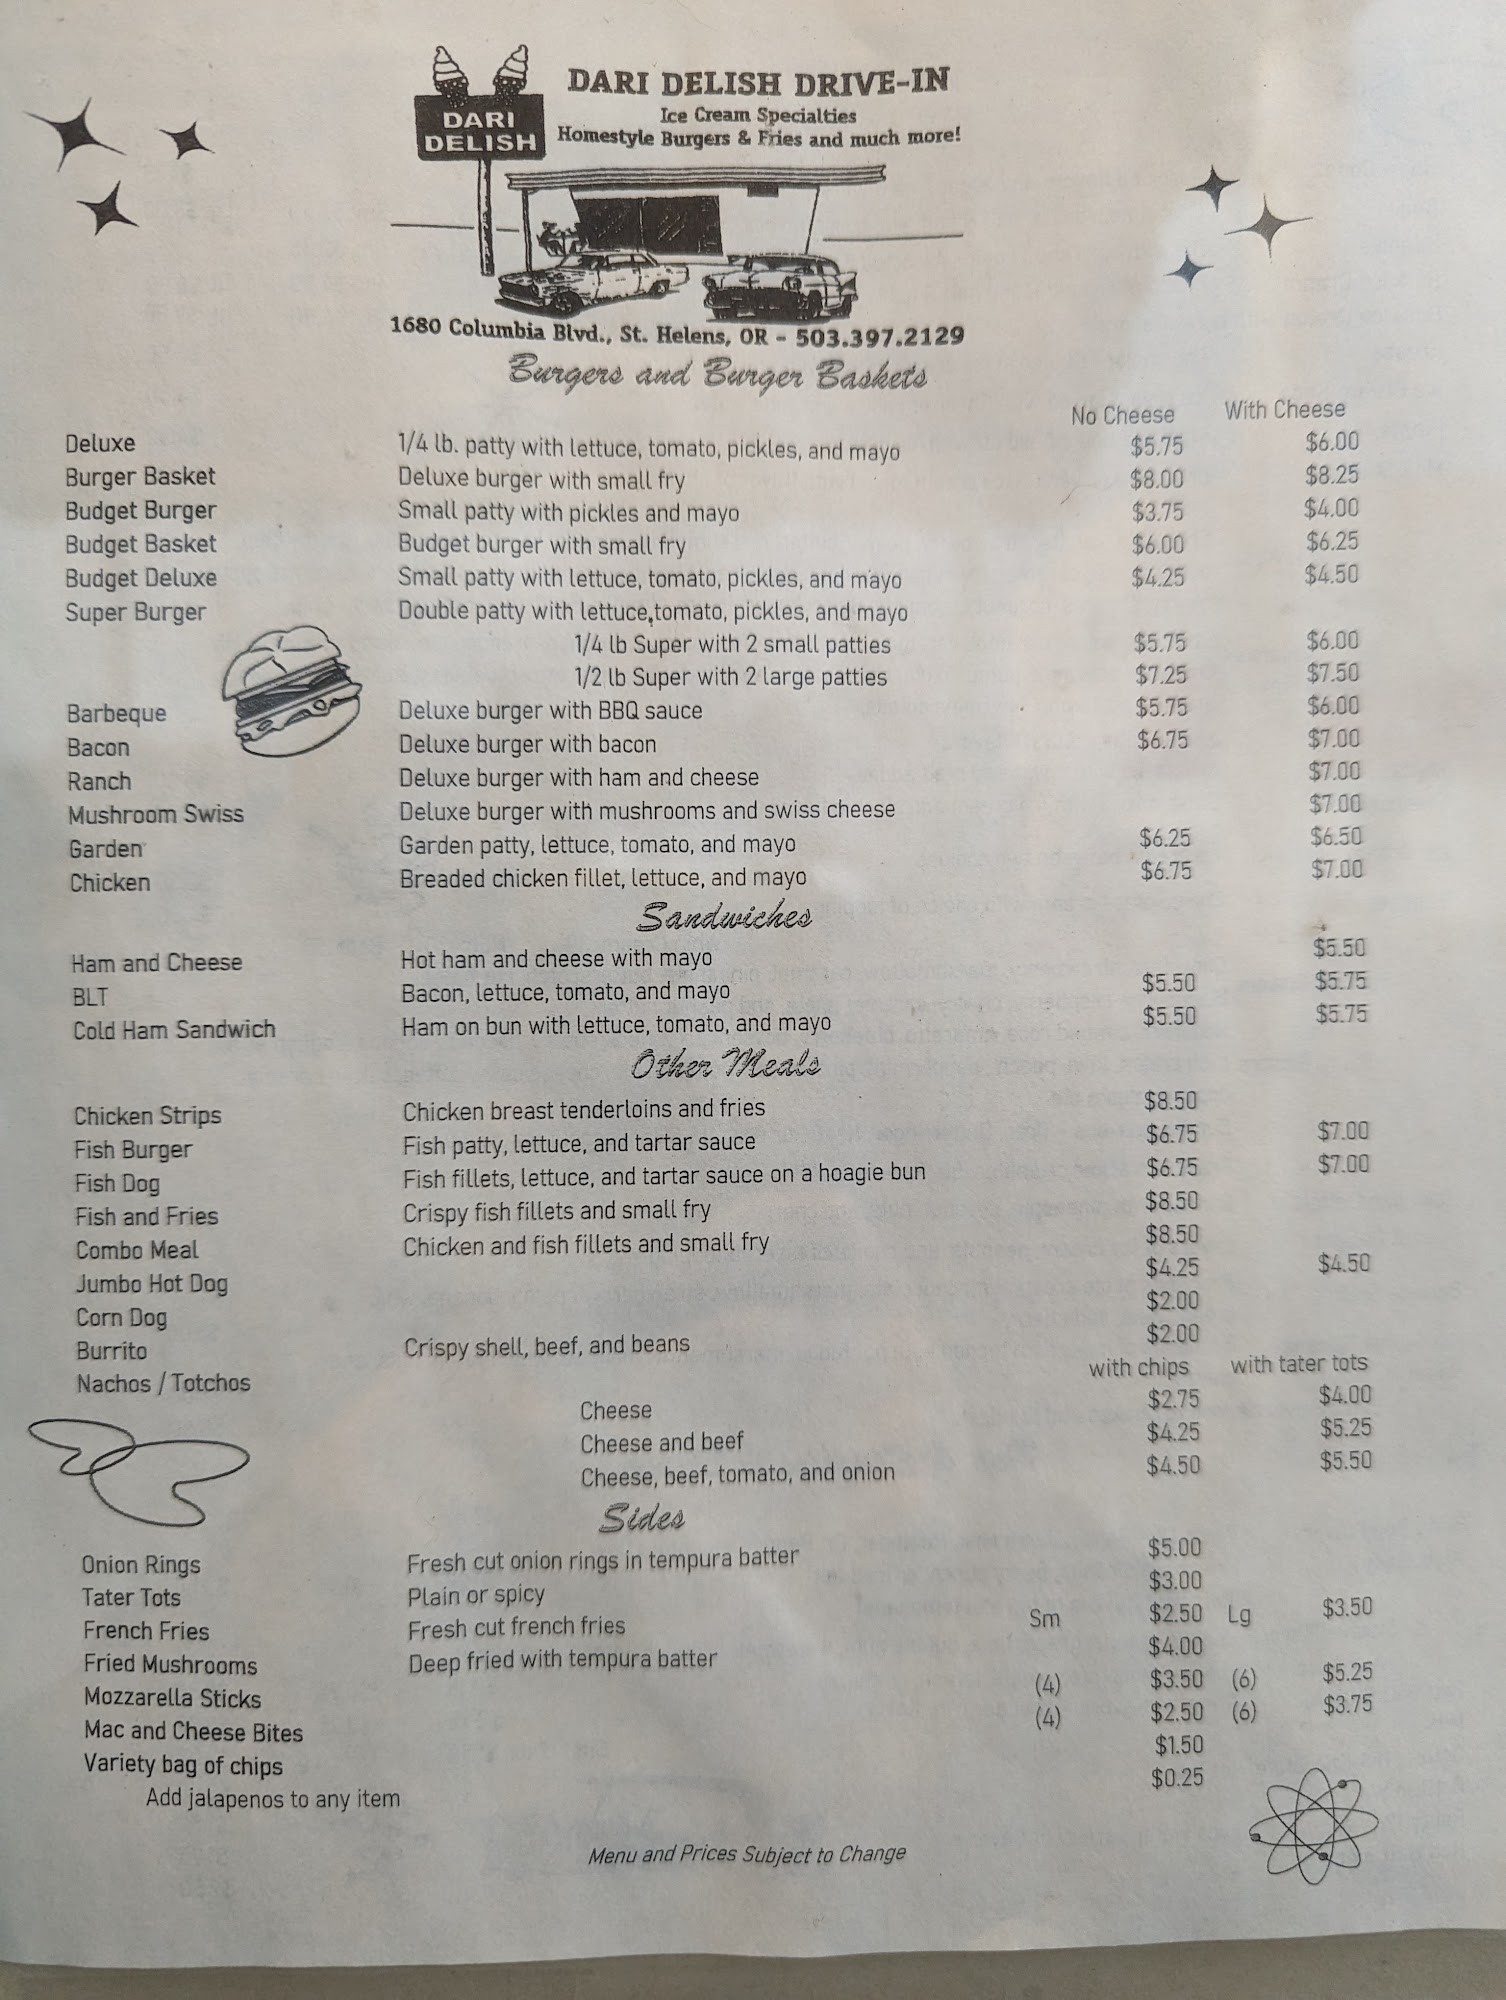 DARI DELISH
DARI DELISH DRIVE-IN
Ice Cream Specialties
Homestyle Burgers & Fries and much more!
1680 Columbia Blvd., St. Helens, OR - 503.397.2129
Burgers and Burger Baskets
No Cheese With Cheese
Deluxe 1/4 lb. patty with lettuce, tomato, pickles, and mayo $5.75 $6.00
Burger Basket Deluxe burger with small fry $8.00 $8.25
Budget Burger Small patty with pickles and mayo $3.75 $4.00
Budget Basket Budget burger with small fry $6.00 $6.25
Budget Deluxe Small patty with lettuce, tomato, pickles, and mayo $4.25 $4.50
Super Burger Double patty with lettuce,tomato, pickles, and mayo
1/4 lb Super with 2 small patties $5.75 $6.00
1/2 lb Super with 2 large patties $7.25 $7.50
Barbeque Deluxe burger with BBQ sauce $5.75 $6.00
Bacon Deluxe burger with bacon $6.75 $7.00
Ranch Deluxe burger with ham and cheese $7.00
Mushroom Swiss Deluxe burger with mushrooms and swiss cheese $7.00
Garden Garden patty, lettuce, tomato, and mayo $6.25 $6.50
Chicken Breaded chicken fillet, lettuce, and mayo $6.75 $7.00
Sandwiches
Ham and Cheese Hot ham and cheese with mayo $5.50
BLT Bacon, lettuce, tomato, and mayo $5.50 $5.75
Cold Ham Sandwich Ham on bun with lettuce, tomato, and mayo $5.50 $5.75
Other Meals
Chicken Strips Chicken breast tenderloins and fries $8.50
Fish Burger Fish patty, lettuce, and tartar sauce $6.75 $7.00
Fish Dog Fish fillets, lettuce, and tartar sauce on a hoagie bun $6.75 $7.00
Fish and Fries Crispy fish fillets and small fry $8.50
Combo Meal Chicken and fish fillets and small fry $8.50
Jumbo Hot Dog $4.25 $4.50
Corn Dog $2.00
Burrito Crispy shell, beef, and beans $2.00
Nachos / Totchos with chips with tater tots
Cheese $2.75 $4.00
Cheese and beef $4.25 $5.25
Cheese, beef, tomato, and onion $4.50 $5.50
Sides
Onion Rings Fresh cut onion rings in tempura batter $5.00
Tater Tots Plain or spicy $3.00
French Fries Fresh cut french fries Sm $2.50 Lg $3.50
Fried Mushrooms Deep fried with tempura batter $4.00
Mozzarella Sticks (4) $3.50 (6) $5.25
Mac and Cheese Bites (4) $2.50 (6) $3.75
Variety bag of chips $1.50
Add jalapenos to any item $0.25
Menu and Prices Subject to Change